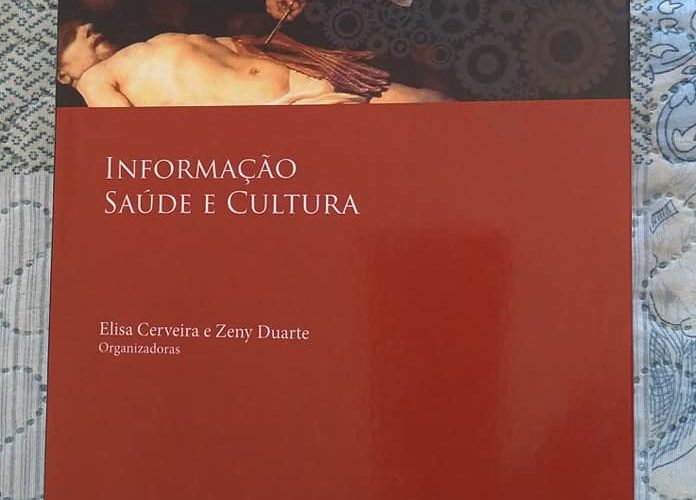 Informação
Saúde e Cultura
Elisa Cerveira e Zeny Duarte
Organizadoras